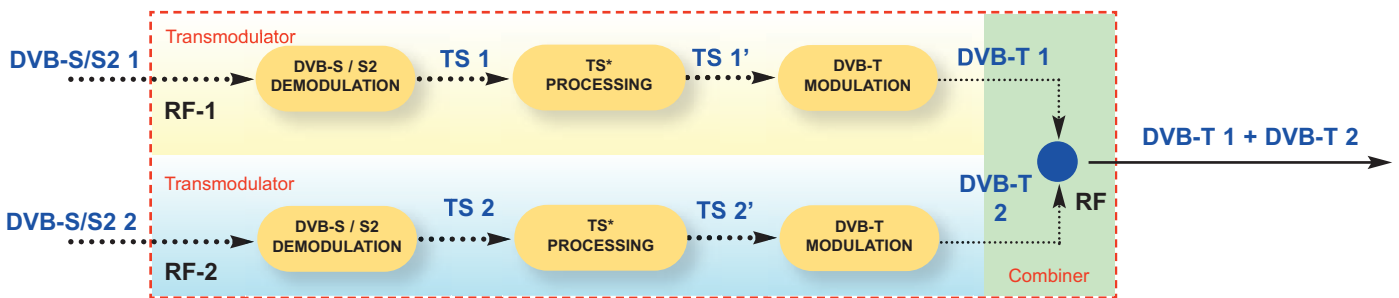 Transmodulator
DVB-S/S2 1
DVB-S / S2
DEMODULATION
TS 1
TS*
PROCESSING
TS 1’
DVB-T
MODULATION
DVB-T 1
RF-1
DVB-T 1 + DVB-T 2
Transmodulator
DVB-S/S2 2
DVB-S / S2
DEMODULATION
TS 2
TS*
PROCESSING
TS 2’
DVB-T
MODULATION
DVB-T
2
RF
RF-2
Combiner